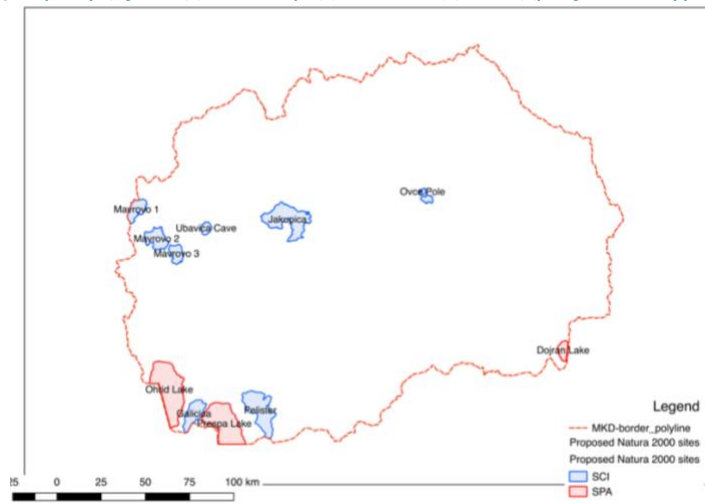 Ovce Pole
Mavrovo 1
Jakupica
Ubavica Cave
Mavrovo 2
Mavrovo 3
Dojran Lake
Ohrid Lake
Galicica
Pelister
Prespa Lake
Legend
MKD-border_polyline
Proposed Natura 2000 sites
Proposed Natura 2000 sites
SCI
SPA
0 25 50 75 100 km